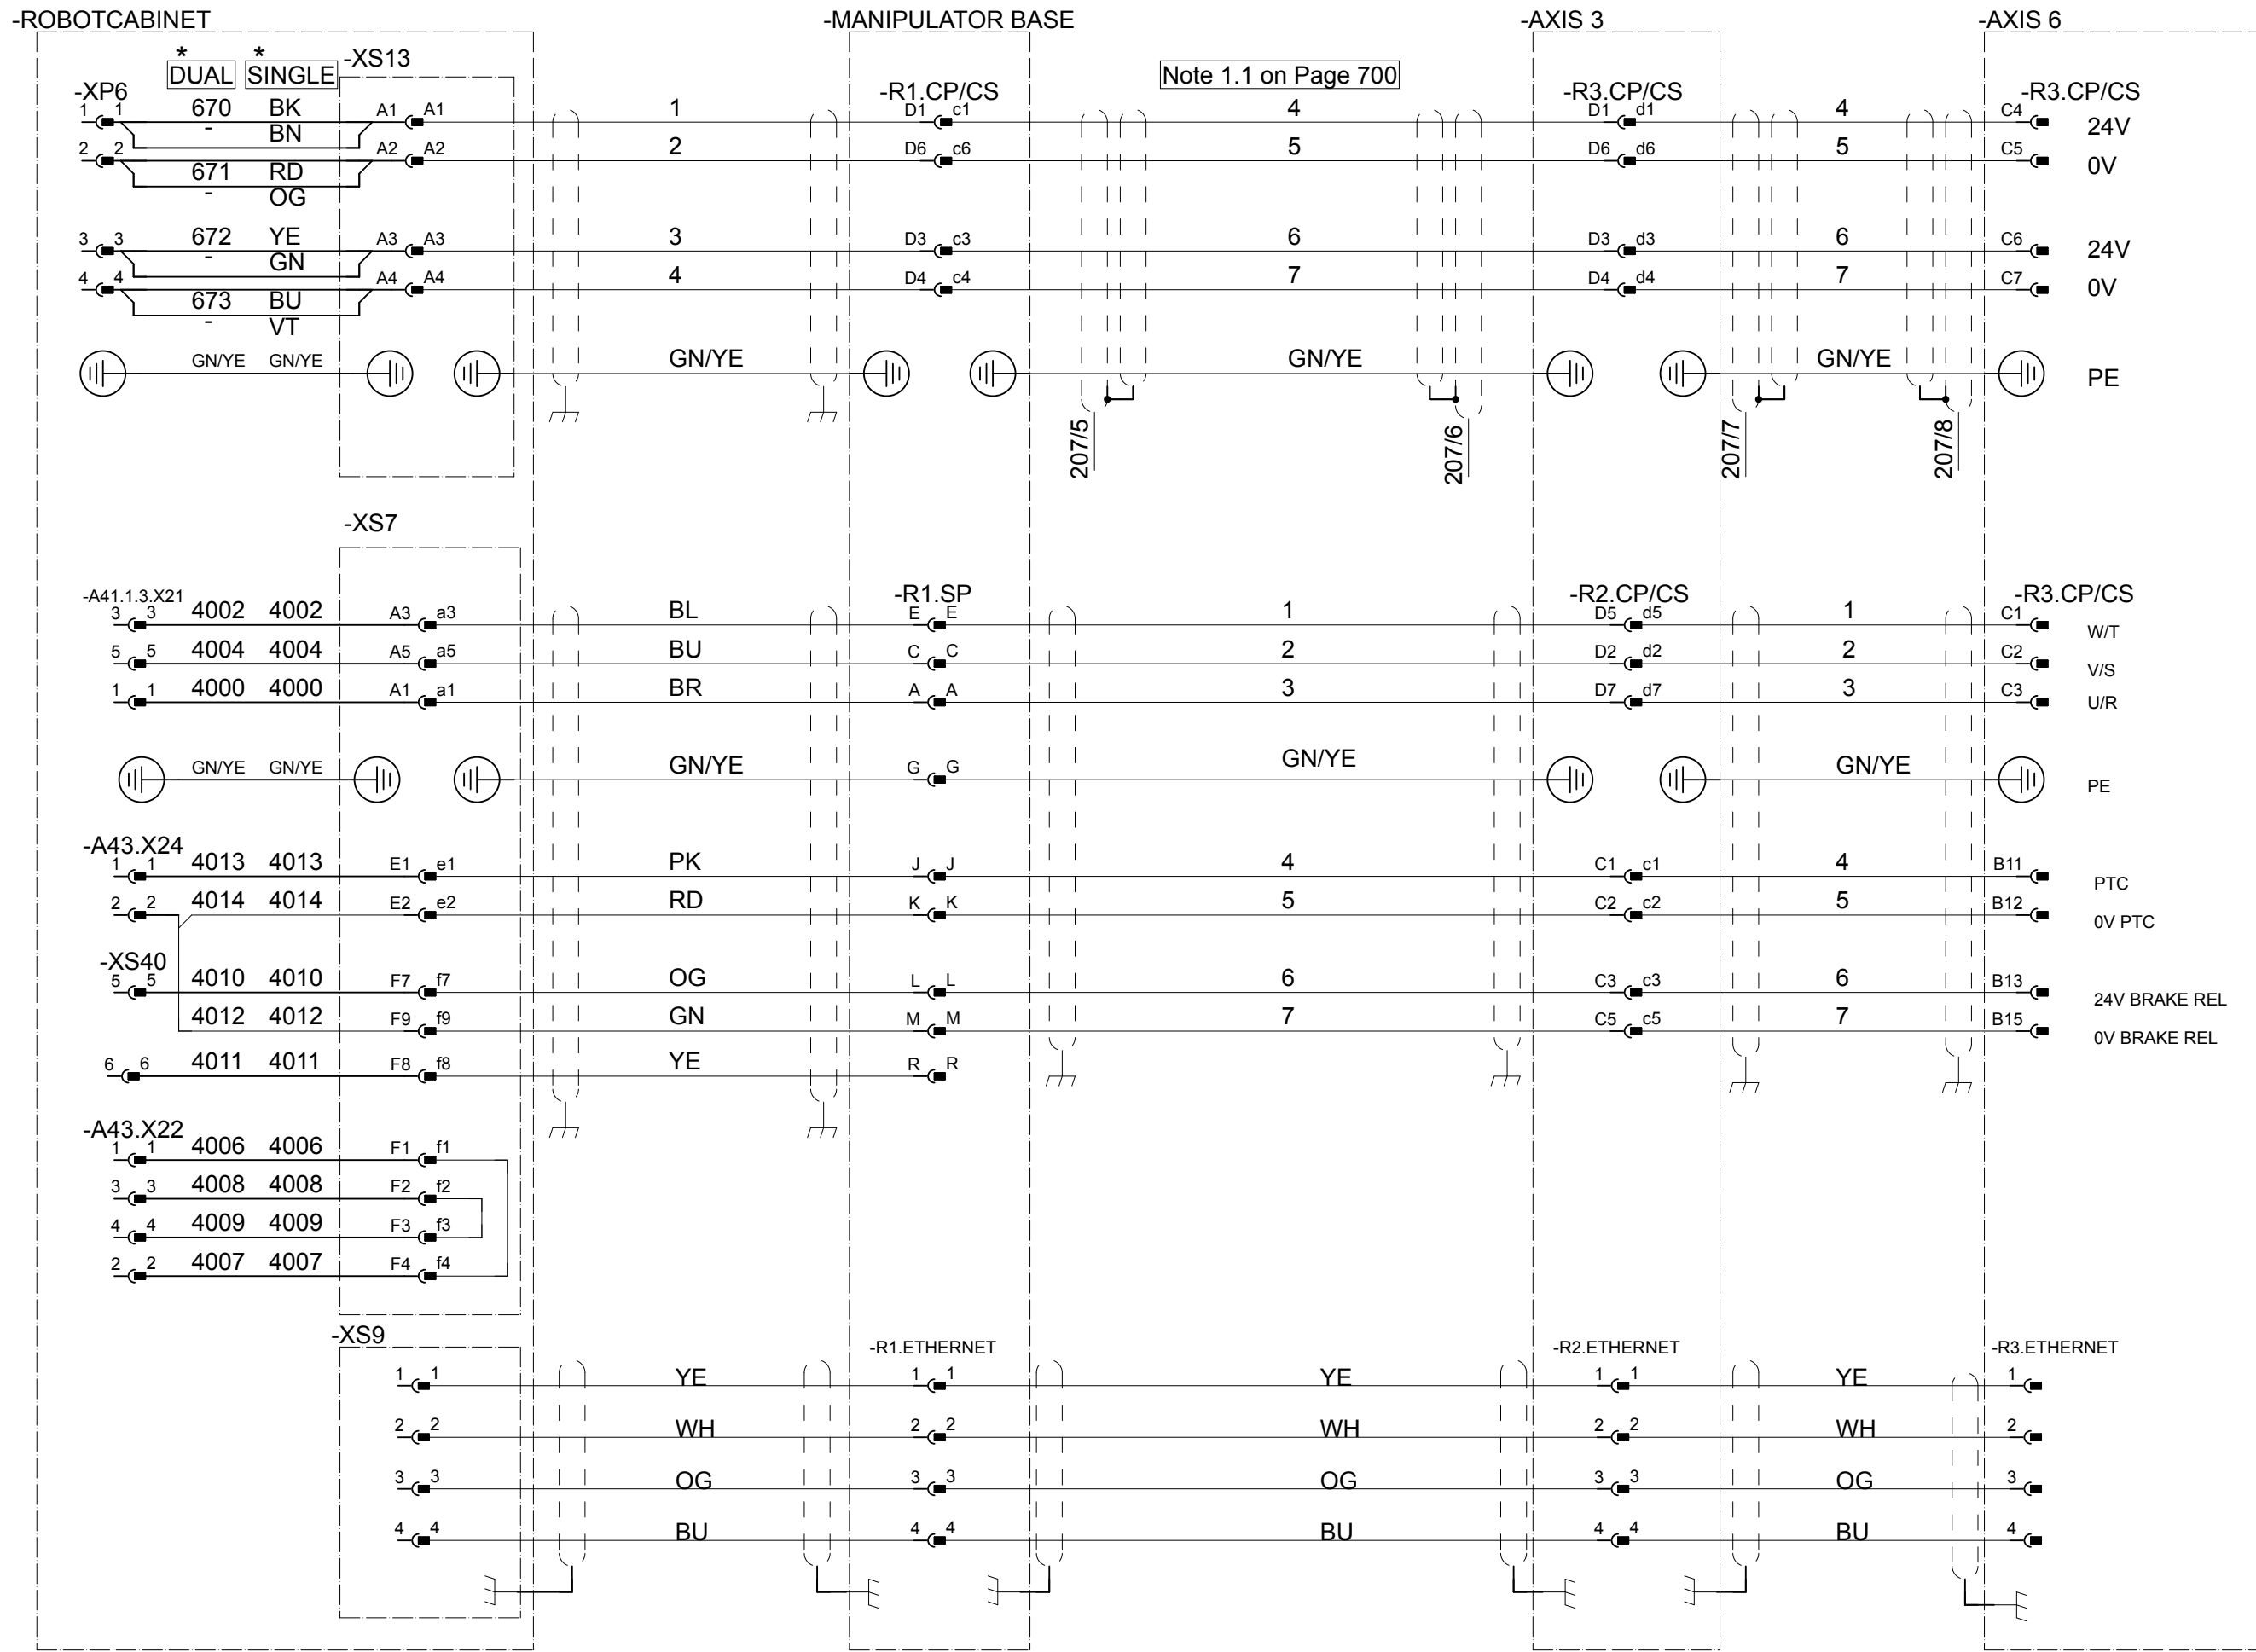 -ROBOTCABINET -MANIPULATOR BASE -AXIS 3 -AXIS 6
* *
DUAL SINGLE -XS13
Note 1.1 on Page 700
-XP6 -R1.CP/CS -R3.CP/CS -R3.CP/CS
1 1 670 BK A1 A1 1 D1 c1 4 D1 d1 4 C4 24V
- BN
2 2 A2 A2 2 D6 c6 5 D6 d6 5 C5 0V
671 RD
- OG
3 3 672 YE A3 A3 3 D3 c3 6 D3 d3 6 C6 24V
- GN
4 4 A4 A4 4 D4 c4 7 D4 d4 7 C7 0V
673 BU
- VT
GN/YE GN/YE GN/YE GN/YE GN/YE PE
207/5 207/6 207/7 207/8
-XS7
-A41.1.3.X21 -R1.SP -R2.CP/CS -R3.CP/CS
3 3 4002 4002 A3 a3 BL E E 1 D5 d5 1 C1 W/T
5 5 4004 4004 A5 a5 BU C C 2 D2 d2 2 C2 V/S
1 1 4000 4000 A1 a1 BR A A 3 D7 d7 3 C3 U/R
GN/YE GN/YE GN/YE G G GN/YE GN/YE PE
-A43.X24
1 1 4013 4013 E1 e1 PK J J 4 C1 c1 4 B11 PTC
2 2 4014 4014 E2 e2 RD K K 5 C2 c2 5 B12 0V PTC
-XS40
5 5 4010 4010 F7 f7 OG L L 6 C3 c3 6 B13 24V BRAKE REL
4012 4012 F9 f9 GN M M 7 C5 c5 7 B15 0V BRAKE REL
6 6 4011 4011 F8 f8 YE R R
-A43.X22
1 1 4006 4006 F1 f1
3 3 4008 4008 F2 f2
4 4 4009 4009 F3 f3
2 2 4007 4007 F4 f4
-XS9 -R1.ETHERNET -R2.ETHERNET -R3.ETHERNET
1 1 YE 1 1 YE 1 1 YE 1
2 2 WH 2 2 WH 2 2 WH 2
3 3 OG 3 3 OG 3 3 OG 3
4 4 BU 4 4 BU 4 4 BU 4